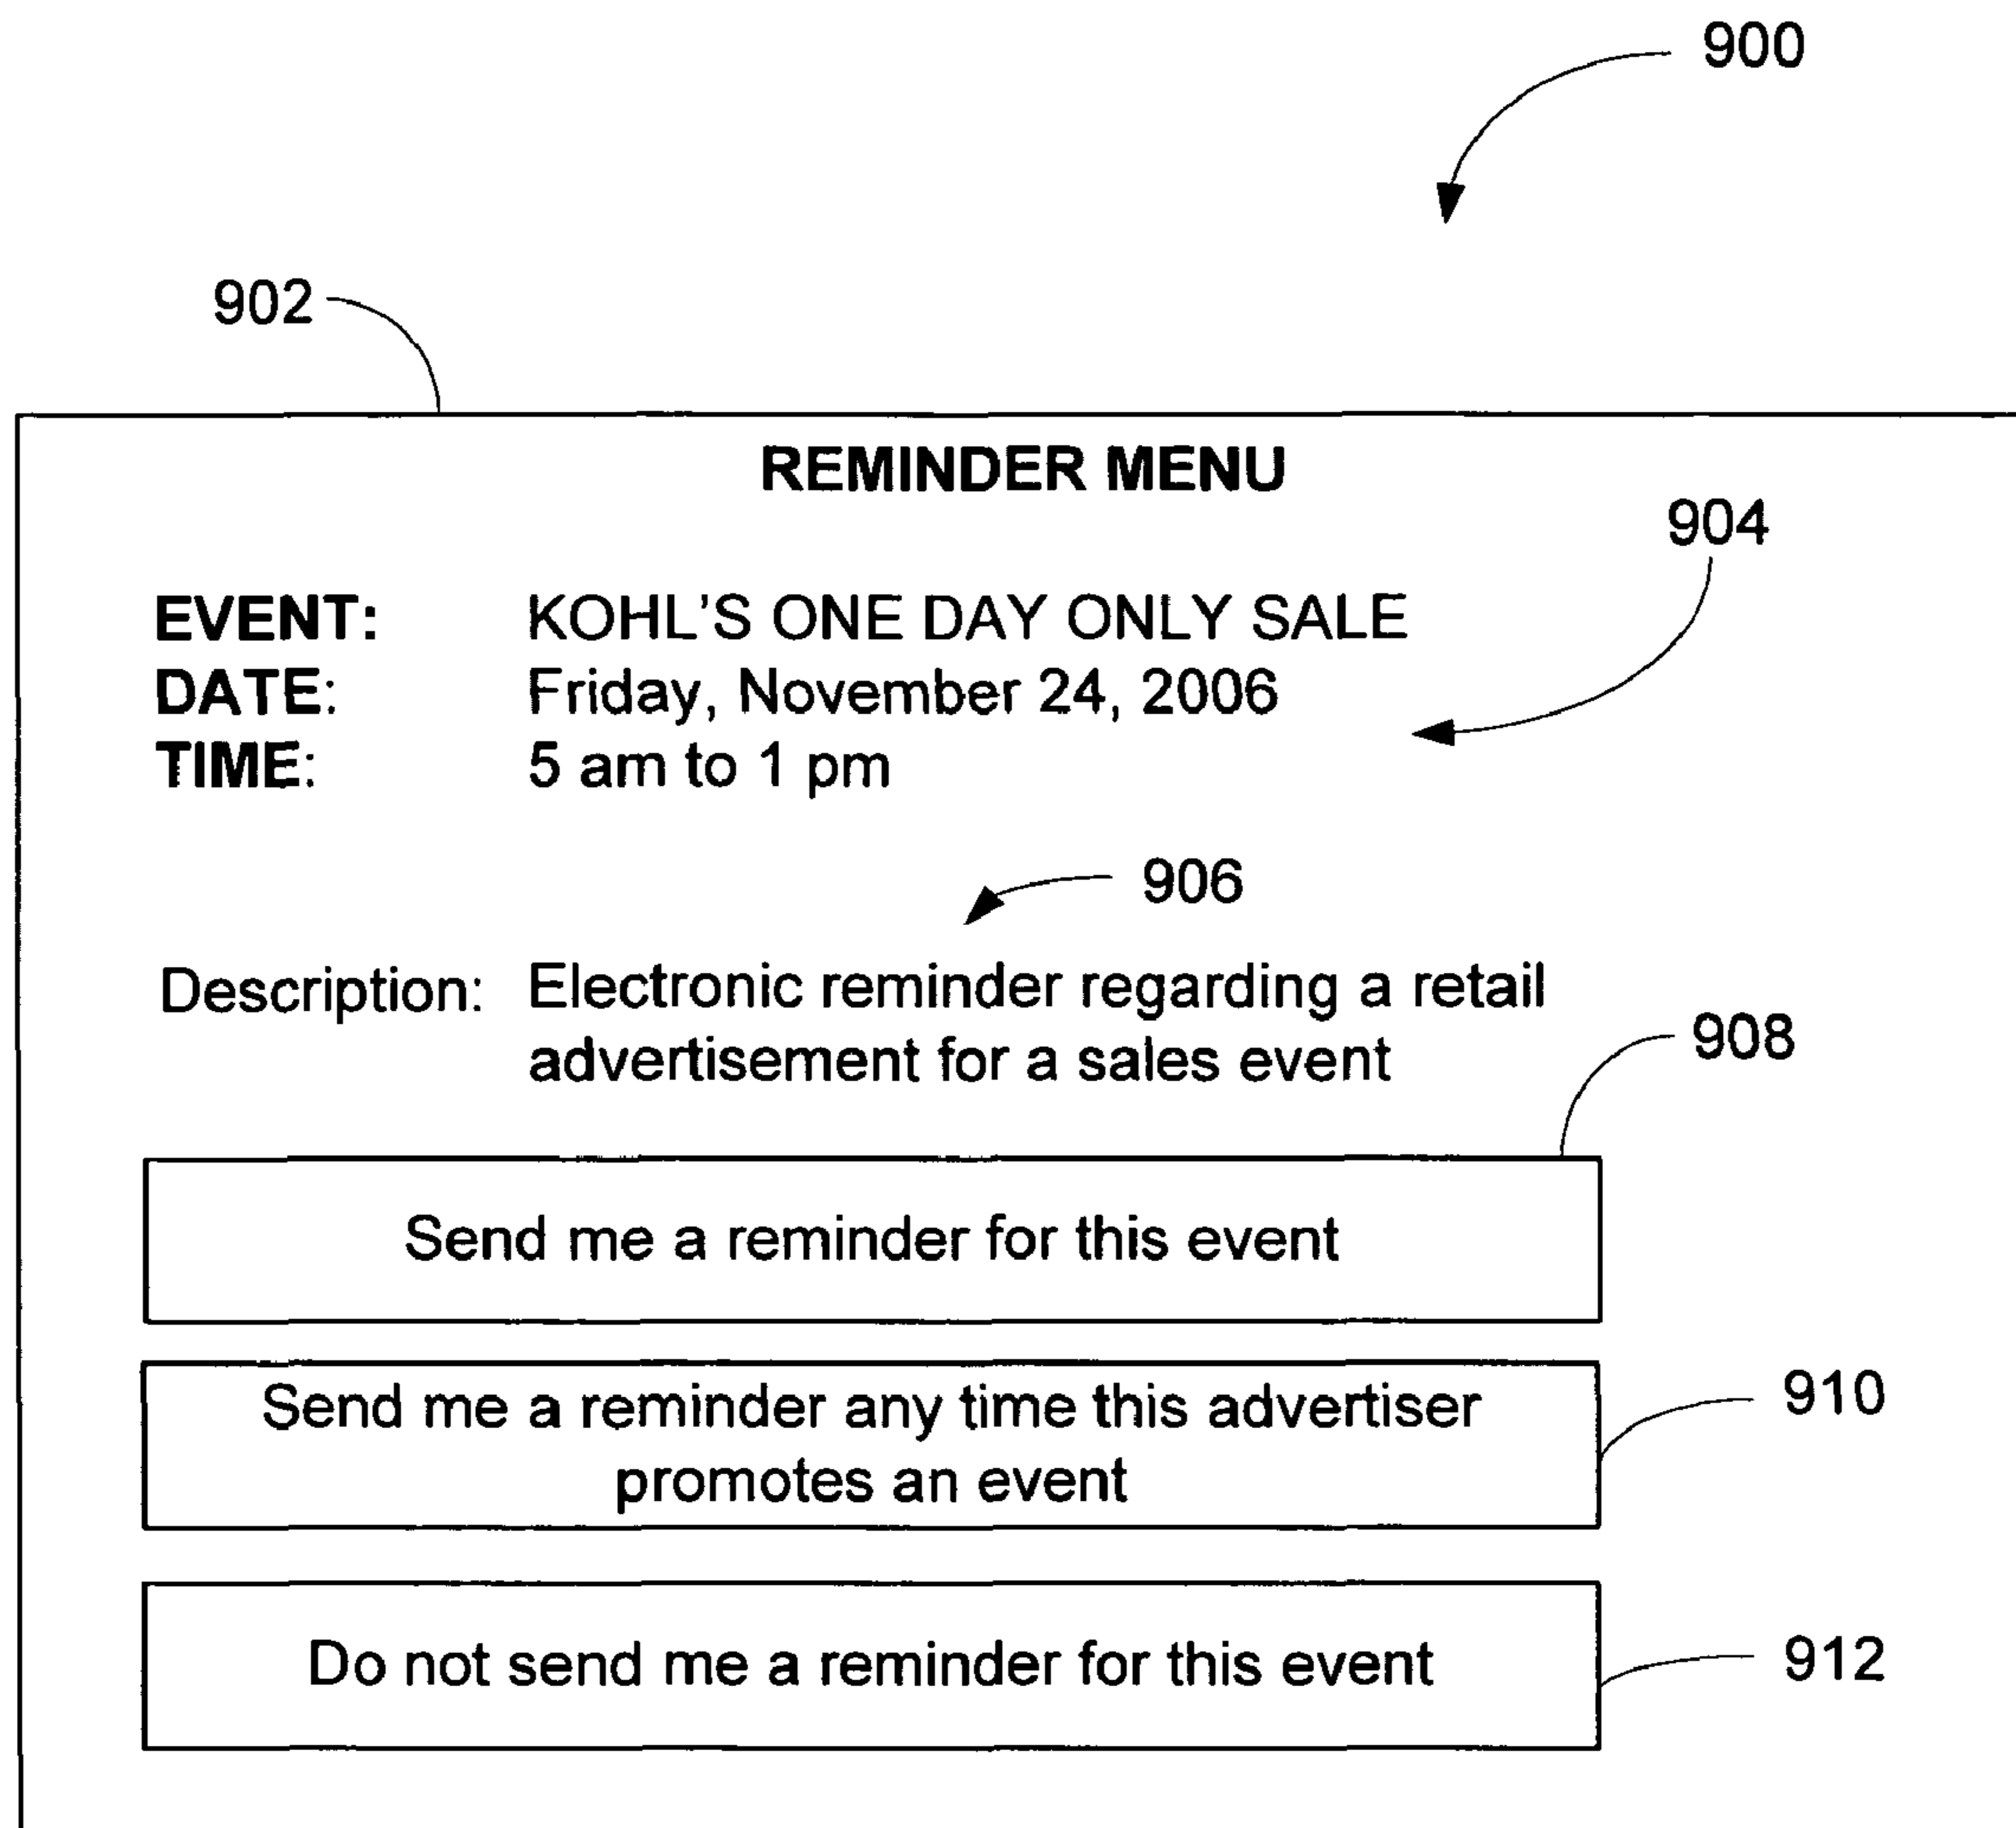 900
902
REMINDER MENU
904
EVENT: KOHL'S ONE DAY ONLY SALE
DATE: Friday, November 24, 2006
TIME: 5 am to 1 pm
906
Description: Electronic reminder regarding a retail
advertisement for a sales event
908
Send me a reminder for this event
Send me a reminder any time this advertiser
promotes an event
910
Do not send me a reminder for this event
912